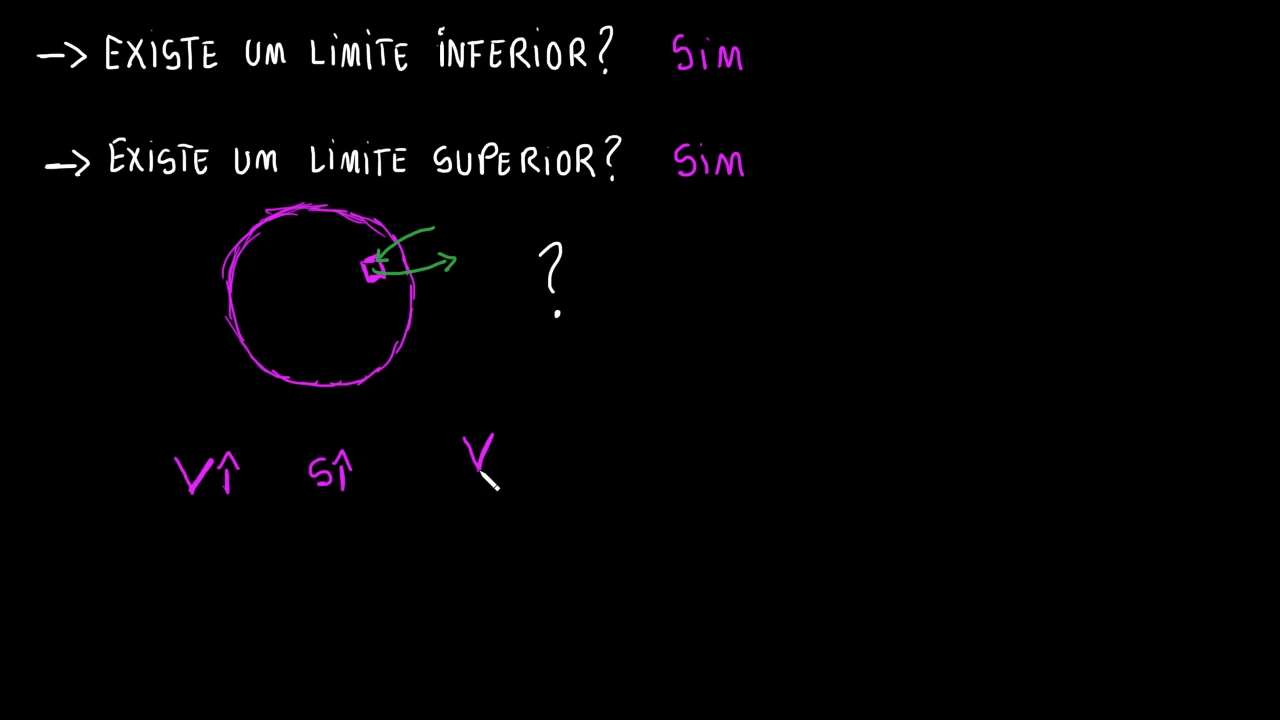 → EXISTE UM LIMITE INFERIOR? SIM
→ EXISTE UM LIMITE SUPERIOR? SIM
?
V↑ S↑ V